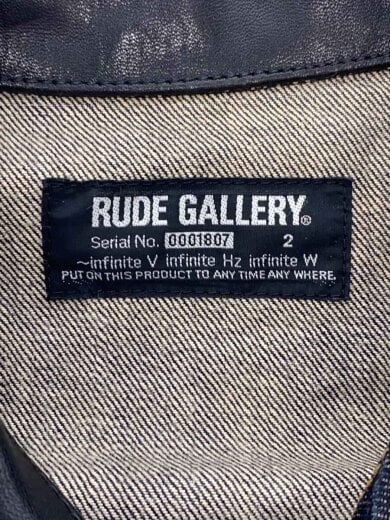 RUDE GALLERY®
Serial No. 0001807 2
~infinite V infinite Hz infinite W
PUT ON THIS PRODUCT TO ANY TIME ANY WHERE.